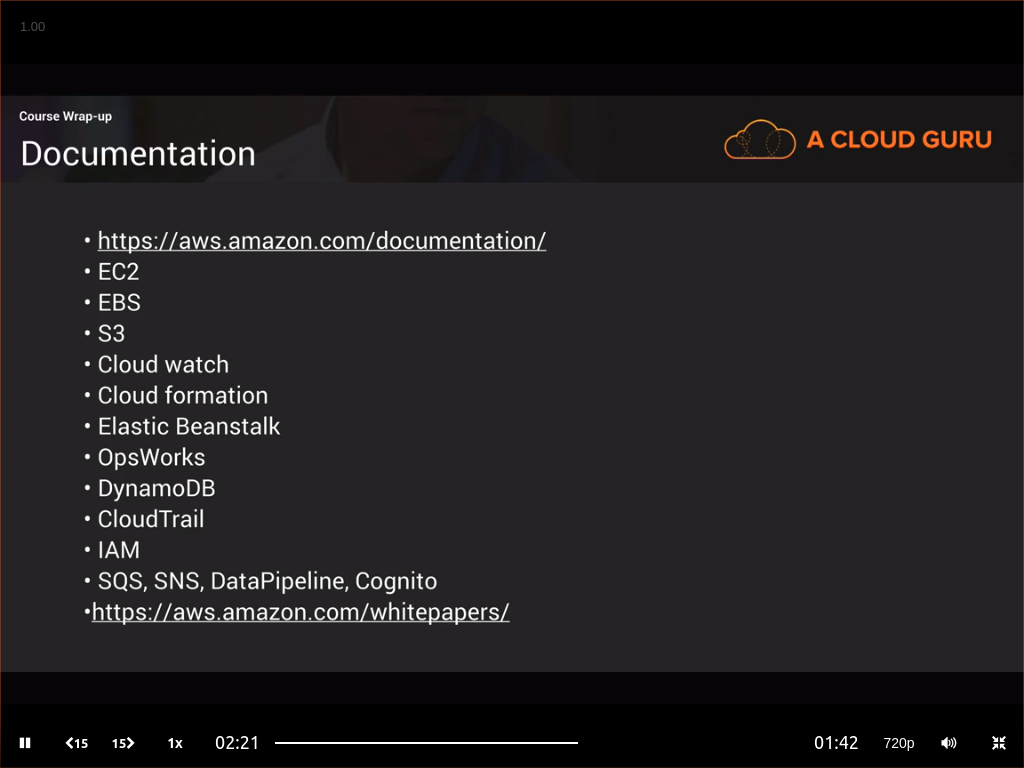 1.00
Course Wrap-up
Documentation
A CLOUD GURU
• https://aws.amazon.com/documentation/
• EC2
• EBS
• S3
• Cloud watch
• Cloud formation
• Elastic Beanstalk
• OpsWorks
• DynamoDB
• CloudTrail
• IAM
• SQS, SNS, DataPipeline, Cognito
•https://aws.amazon.com/whitepapers/
15 15 1x 02:21 01:42 720p